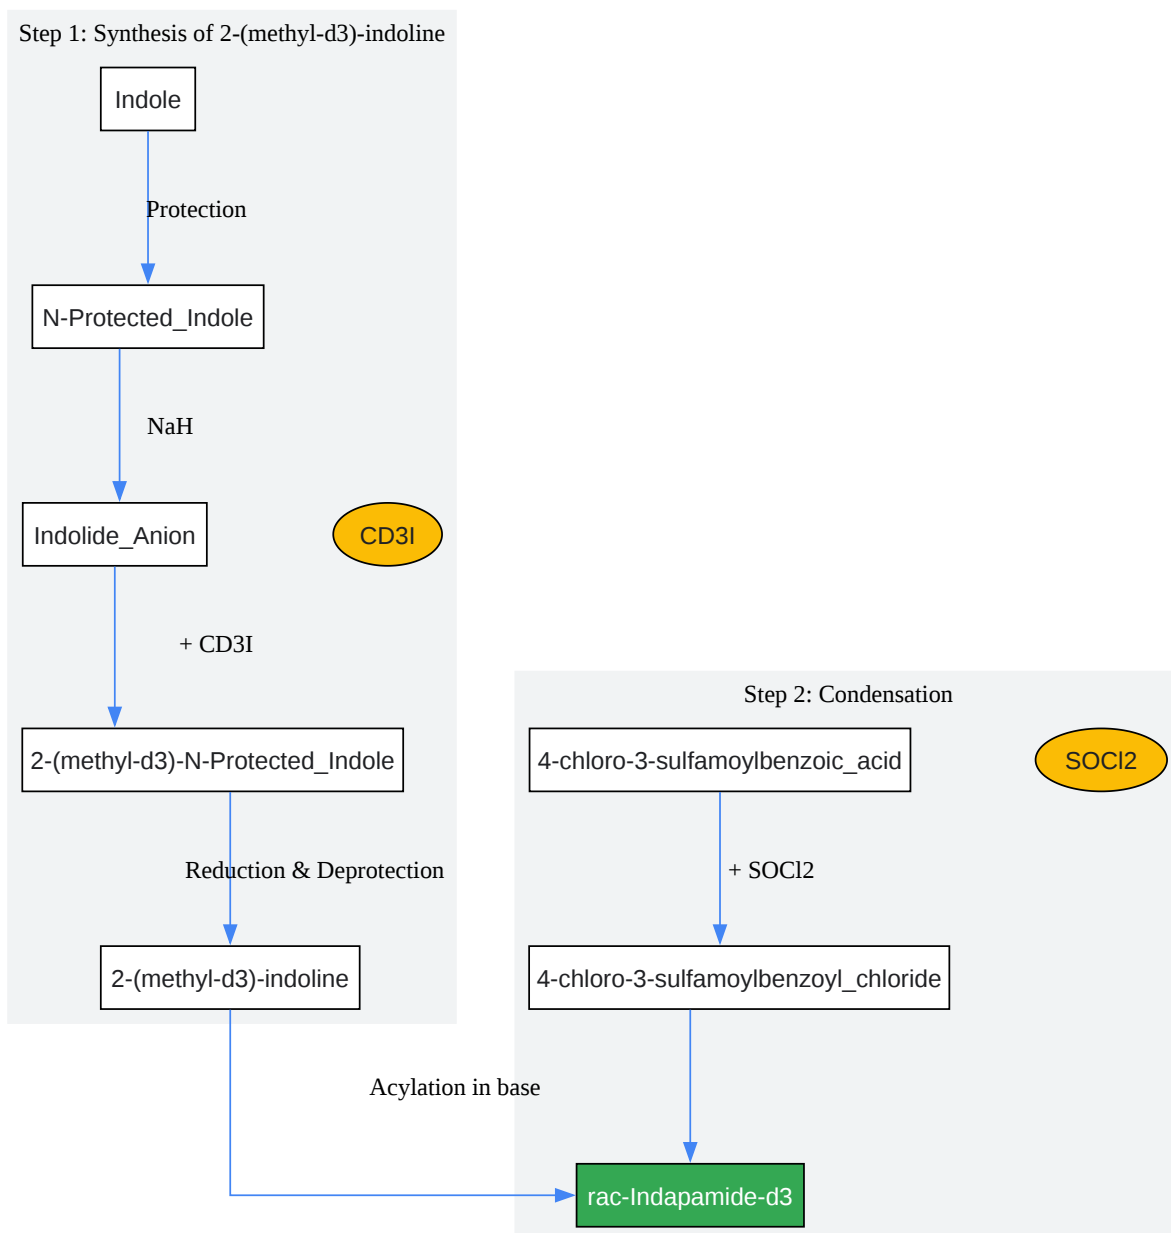 Step 1: Synthesis of 2-(methyl-d3)-indoline
Indole
Protection
N-Protected_Indole
NaH
Indolide_Anion
CD3I
+ CD3I
2-(methyl-d3)-N-Protected_Indole
Reduction & Deprotection
2-(methyl-d3)-indoline
Step 2: Condensation
4-chloro-3-sulfamoylbenzoic_acid
SOCl2
+ SOCl2
4-chloro-3-sulfamoylbenzoyl_chloride
Acylation in base
rac-Indapamide-d3